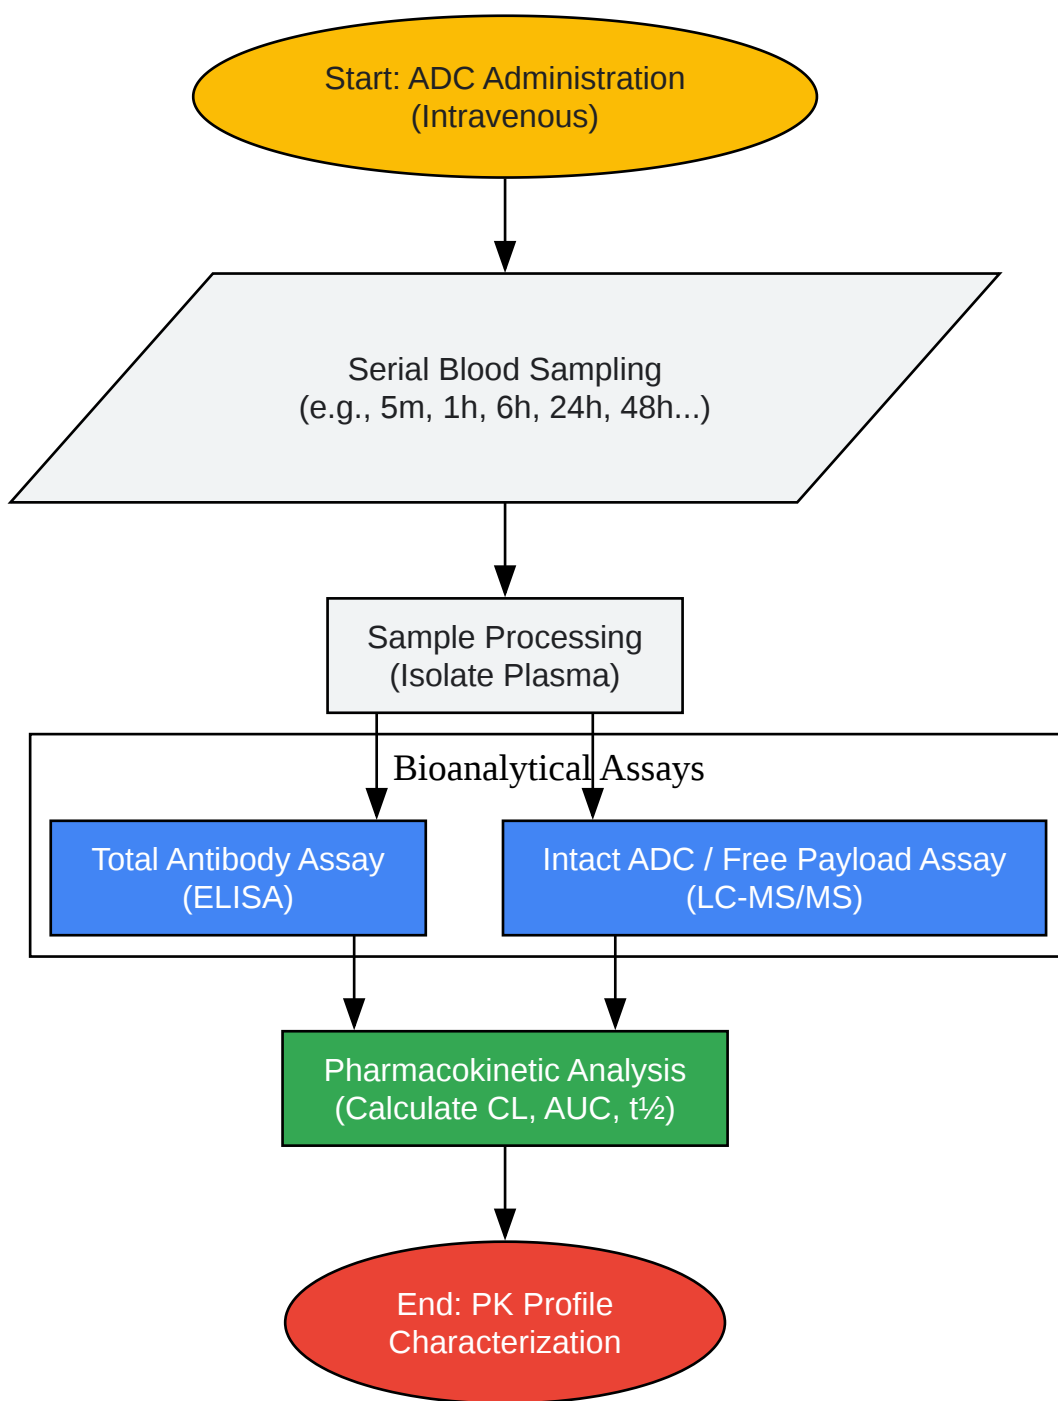 Start: ADC Administration
(Intravenous)
Serial Blood Sampling
(e.g., 5m, 1h, 6h, 24h, 48h...)
Sample Processing
(Isolate Plasma)
Bioanalytical Assays
Total Antibody Assay
(ELISA)
Intact ADC / Free Payload Assay
(LC-MS/MS)
Pharmacokinetic Analysis
(Calculate CL, AUC, t½)
End: PK Profile
Characterization